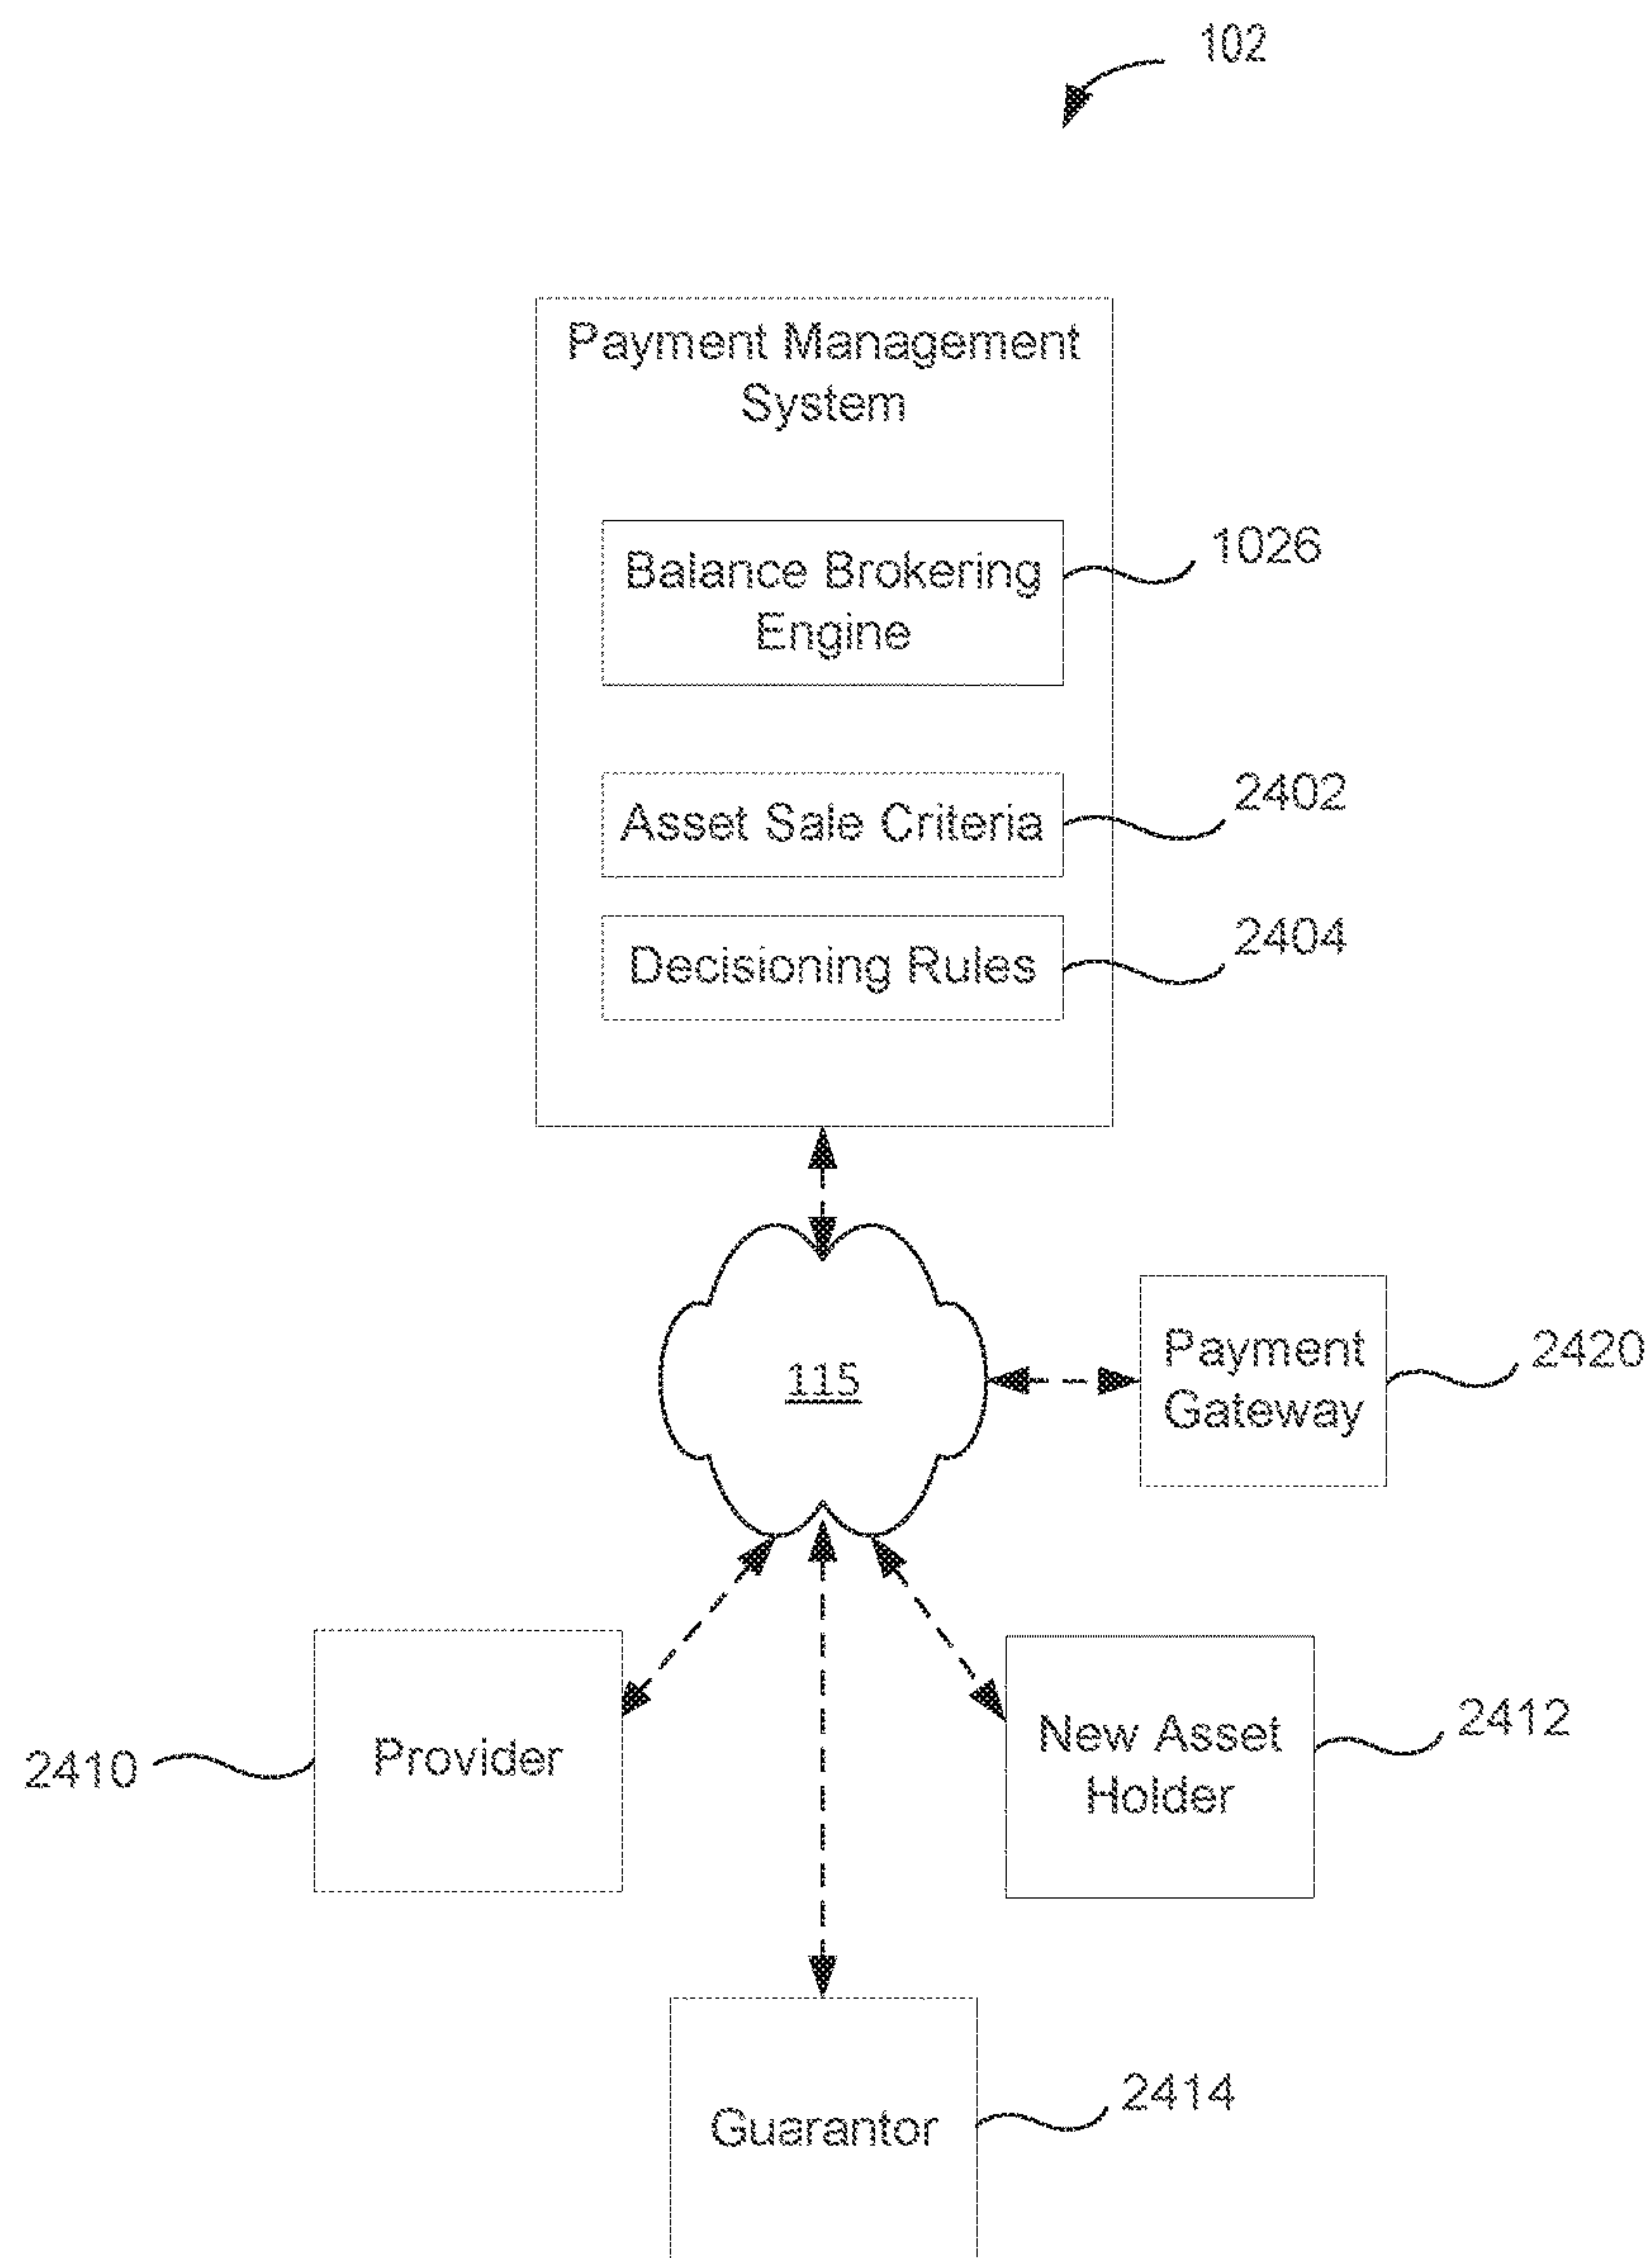 102
Payment Management
System
Balance Brokering
Engine
1026
Asset Sale Criteria
2402
Decisioning Rules
2404
115
Payment
Gateway
2420
Provider
2410
New Asset
Holder
2412
Guarantor
2414